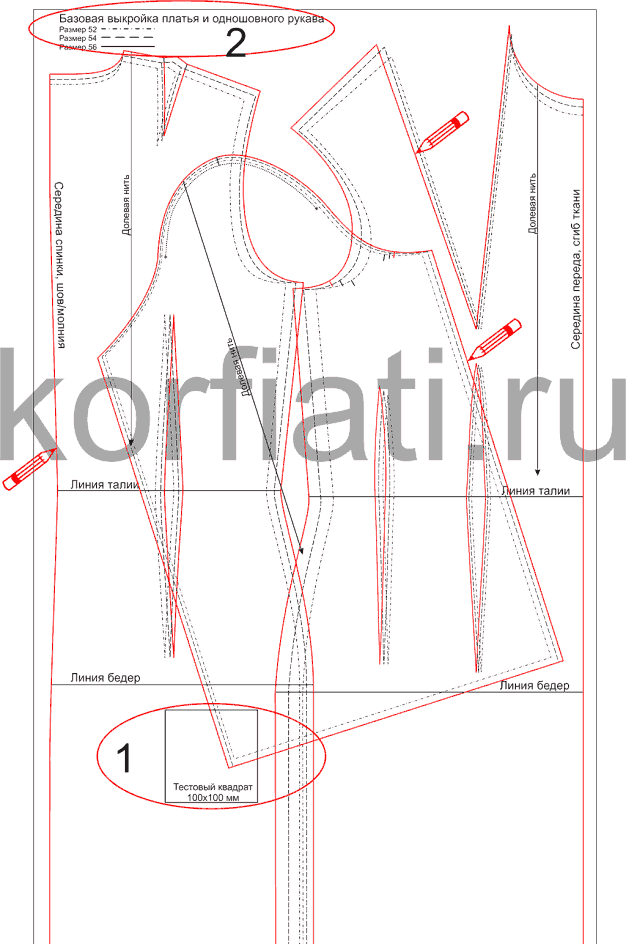 Базовая выкройка платья и одношовного рукава
Размер 52
Размер 54
Размер 56
2
Долевая нить
Долевая нить
Середина спинки, шов/молния
Середина переда, сгиб ткани
Долевая нить
korfiati.ru
Линия талии
Линия талии
Линия бедер
Линия бедер
1
Тестовый квадрат
100х100 мм